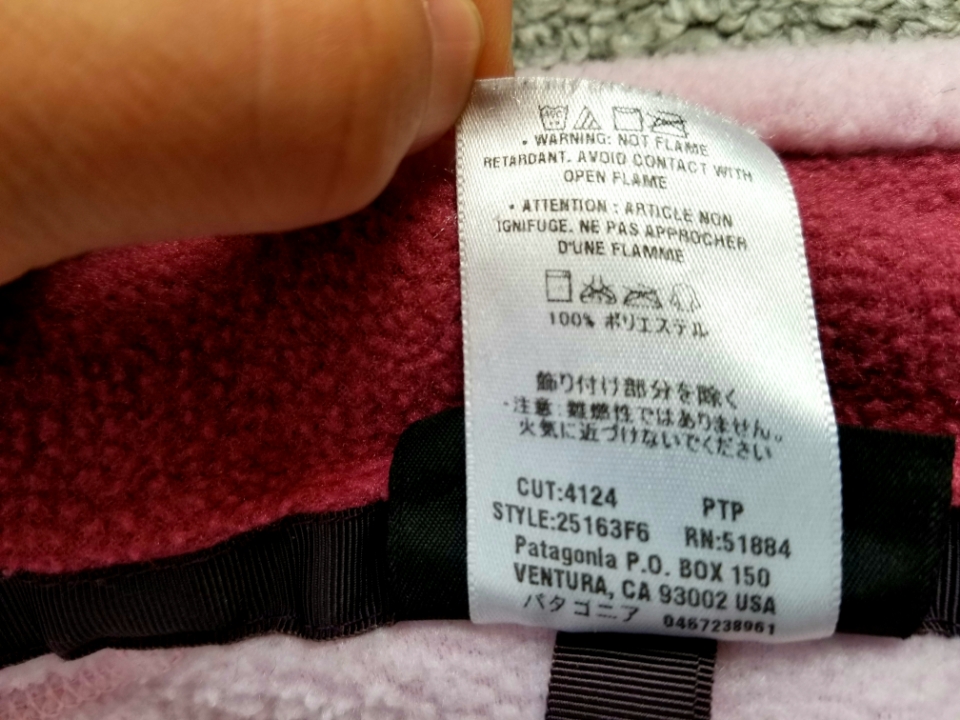 • WARNING: NOT FLAME
RETARDANT. AVOID CONTACT WITH
OPEN FLAME
• ATTENTION : ARTICLE NON
IGNIFUGE. NE PAS APPROCHER
D'UNE FLAMME
100% ポリエステル
飾り付け部分を除く
・注意：難燃性ではありません。
火気に近づけないでください
CUT:4124 PTP
STYLE:25163F6 RN:51884
Patagonia P.O. BOX 150
VENTURA, CA 93002 USA
パタゴニア 0467238961